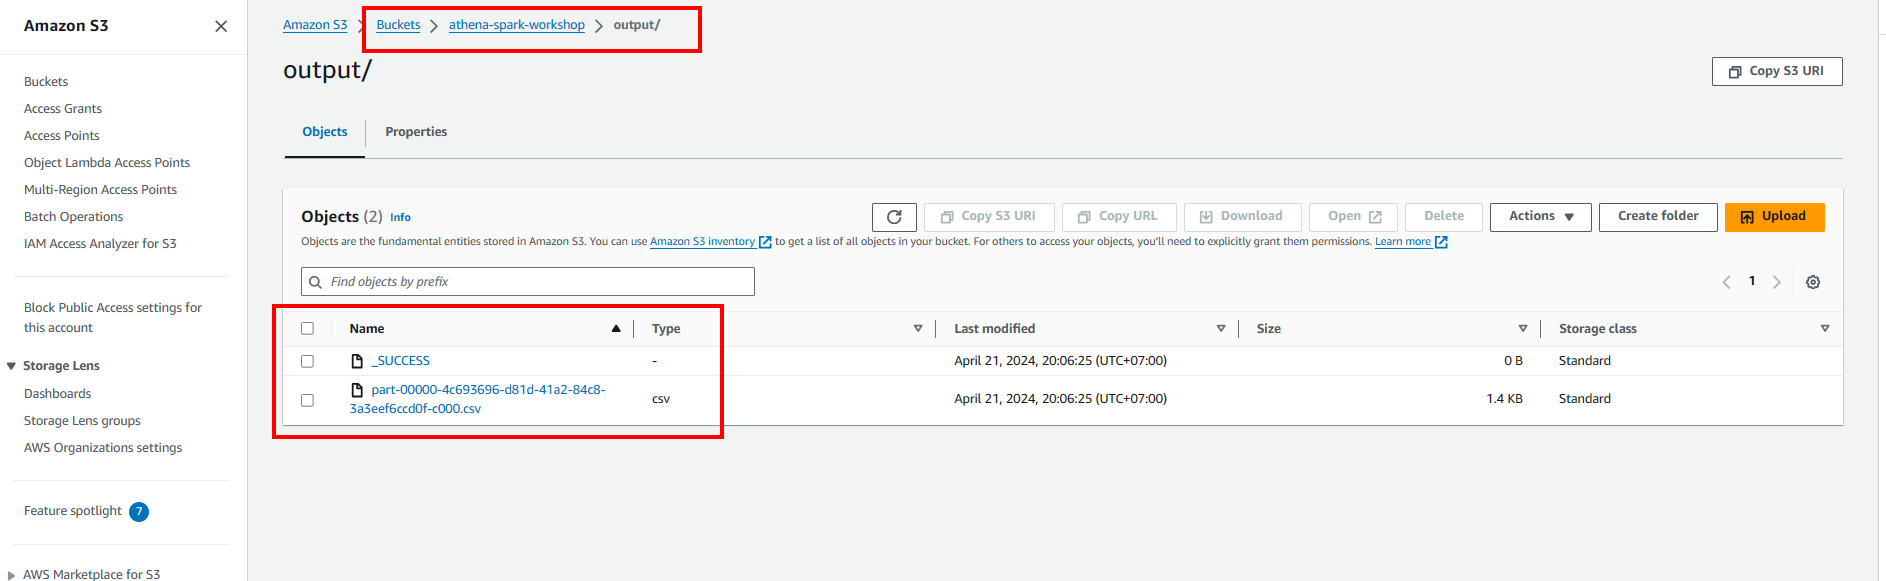 Amazon S3
Buckets
Access Grants
Access Points
Object Lambda Access Points
Multi-Region Access Points
Batch Operations
IAM Access Analyzer for S3
Block Public Access settings for
this account
Storage Lens
Dashboards
Storage Lens groups
AWS Organizations settings
Feature spotlight 7
AWS Marketplace for S3
Amazon S3 Buckets athena-spark-workshop output/
output/
Copy S3 URI
Objects Properties
Objects (2) Info
Copy S3 URI Copy URL Download Open Delete Actions Create folder Upload
Objects are the fundamental entities stored in Amazon S3. You can use Amazon S3 inventory to get a list of all objects in your bucket. For others to access your objects, you'll need to explicitly grant them permissions. Learn more
Find objects by prefix
1
Name Type Last modified Size Storage class
_SUCCESS - April 21, 2024, 20:06:25 (UTC+07:00) 0 B Standard
part-00000-4c693696-d81d-41a2-84c8-
3a3eef6ccd0f-c000.csv csv April 21, 2024, 20:06:25 (UTC+07:00) 1.4 KB Standard